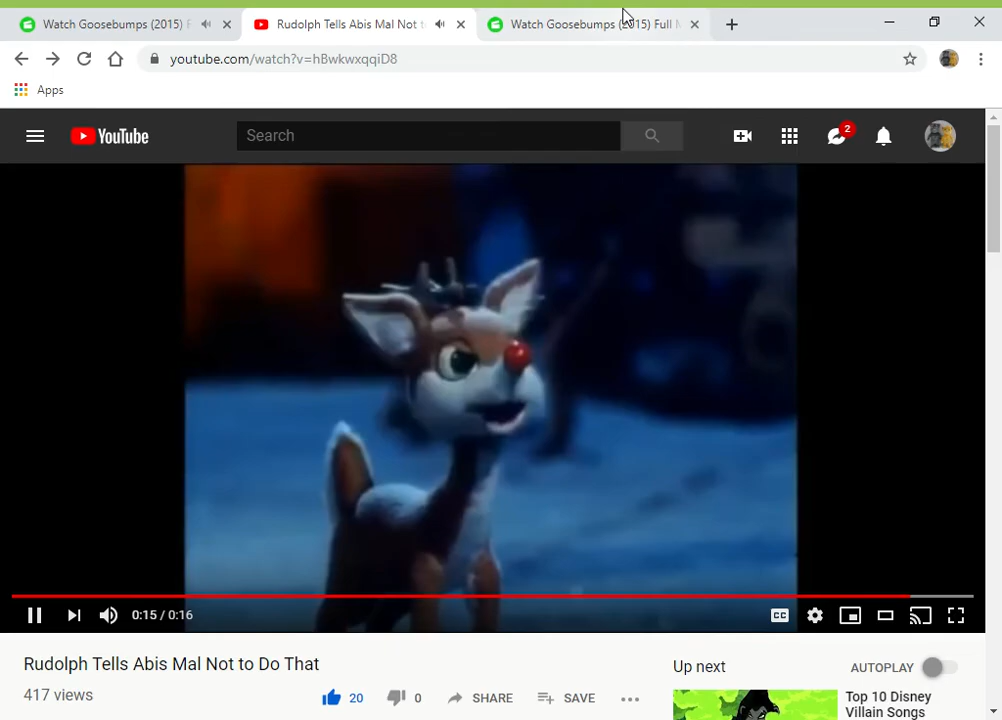 Watch Goosebumps (2015) F
Rudolph Tells Abis Mal Not to
Watch Goosebumps (2015) Full M
youtube.com/watch?v=hBwkwxqqiD8
Apps
YouTube
Search
2
0:15 / 0:16
CC
Rudolph Tells Abis Mal Not to Do That
417 views
20
0
SHARE
SAVE
Up next
AUTOPLAY
Top 10 Disney
Villain Songs